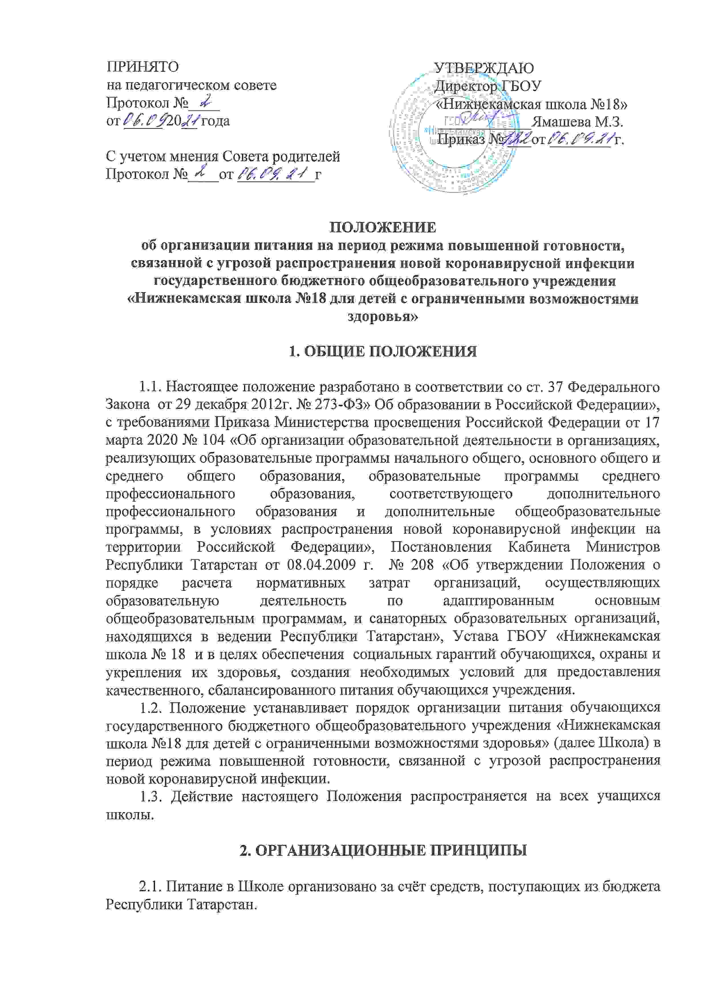 ПРИНЯТО
на педагогическом совете
Протокол № 2
от 06.09 2021 года
С учетом мнения Совета родителей
Протокол № 2 от 06.09.21 г
УТВЕРЖДАЮ
Директор ГБОУ
«Нижнекамская школа №18»
Ямашева М.З.
Приказ № 122 от 06.09.21 г.
ПОЛОЖЕНИЕ
об организации питания на период режима повышенной готовности,
связанной с угрозой распространения новой коронавирусной инфекции
государственного бюджетного общеобразовательного учреждения
«Нижнекамская школа №18 для детей с ограниченными возможностями
здоровья»
1. ОБЩИЕ ПОЛОЖЕНИЯ
1.1. Настоящее положение разработано в соответствии со ст. 37 Федерального
Закона от 29 декабря 2012г. № 273-ФЗ» Об образовании в Российской Федерации»,
с требованиями Приказа Министерства просвещения Российской Федерации от 17
марта 2020 № 104 «Об организации образовательной деятельности в организациях,
реализующих образовательные программы начального общего, основного общего и
среднего общего образования, образовательные программы среднего
профессионального образования, соответствующего дополнительного
профессионального образования и дополнительные общеобразовательные
программы, в условиях распространения новой коронавирусной инфекции на
территории Российской Федерации», Постановления Кабинета Министров
Республики Татарстан от 08.04.2009 г. № 208 «Об утверждении Положения о
порядке расчета нормативных затрат организаций, осуществляющих
образовательную деятельность по адаптированным основным
общеобразовательным программам, и санаторных образовательных организаций,
находящихся в ведении Республики Татарстан», Устава ГБОУ «Нижнекамская
школа № 18 и в целях обеспечения социальных гарантий обучающихся, охраны и
укрепления их здоровья, создания необходимых условий для предоставления
качественного, сбалансированного питания обучающихся учреждения.
1.2. Положение устанавливает порядок организации питания обучающихся
государственного бюджетного общеобразовательного учреждения «Нижнекамская
школа №18 для детей с ограниченными возможностями здоровья» (далее Школа) в
период режима повышенной готовности, связанной с угрозой распространения
новой коронавирусной инфекции.
1.3. Действие настоящего Положения распространяется на всех учащихся
школы.
2. ОРГАНИЗАЦИОННЫЕ ПРИНЦИПЫ
2.1. Питание в Школе организовано за счёт средств, поступающих из бюджета
Республики Татарстан.